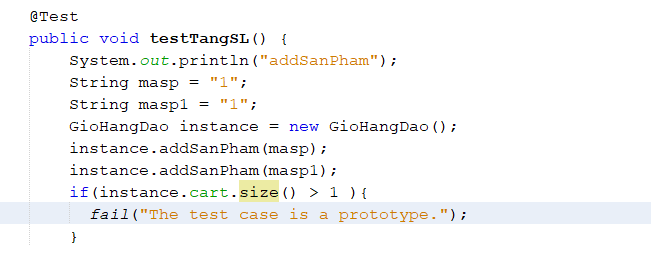 @Test
public void testTangSL() {
System.out.println("addSanPham");
String masp = "1";
String masp1 = "1";
GioHangDao instance = new GioHangDao();
instance.addSanPham(masp);
instance.addSanPham(masp1);
if(instance.cart.size() > 1 ){
fail("The test case is a prototype.");
}